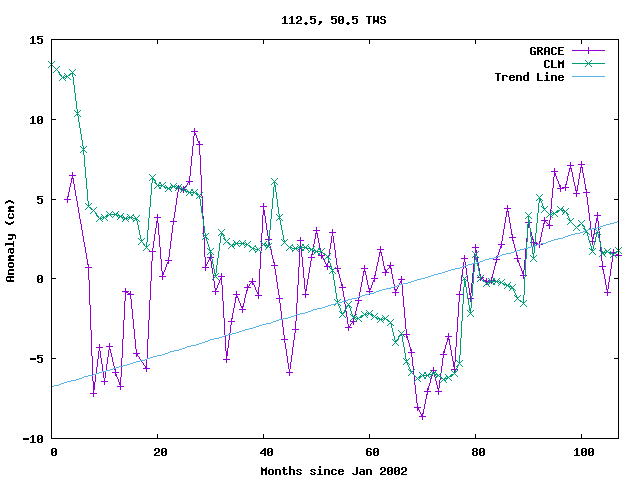 112.5, 50.5 TWS
GRACE
CLM
Trend Line
15
10
5
0
-5
-10
Anomaly (cm)
0 20 40 60 80 100
Months since Jan 2002